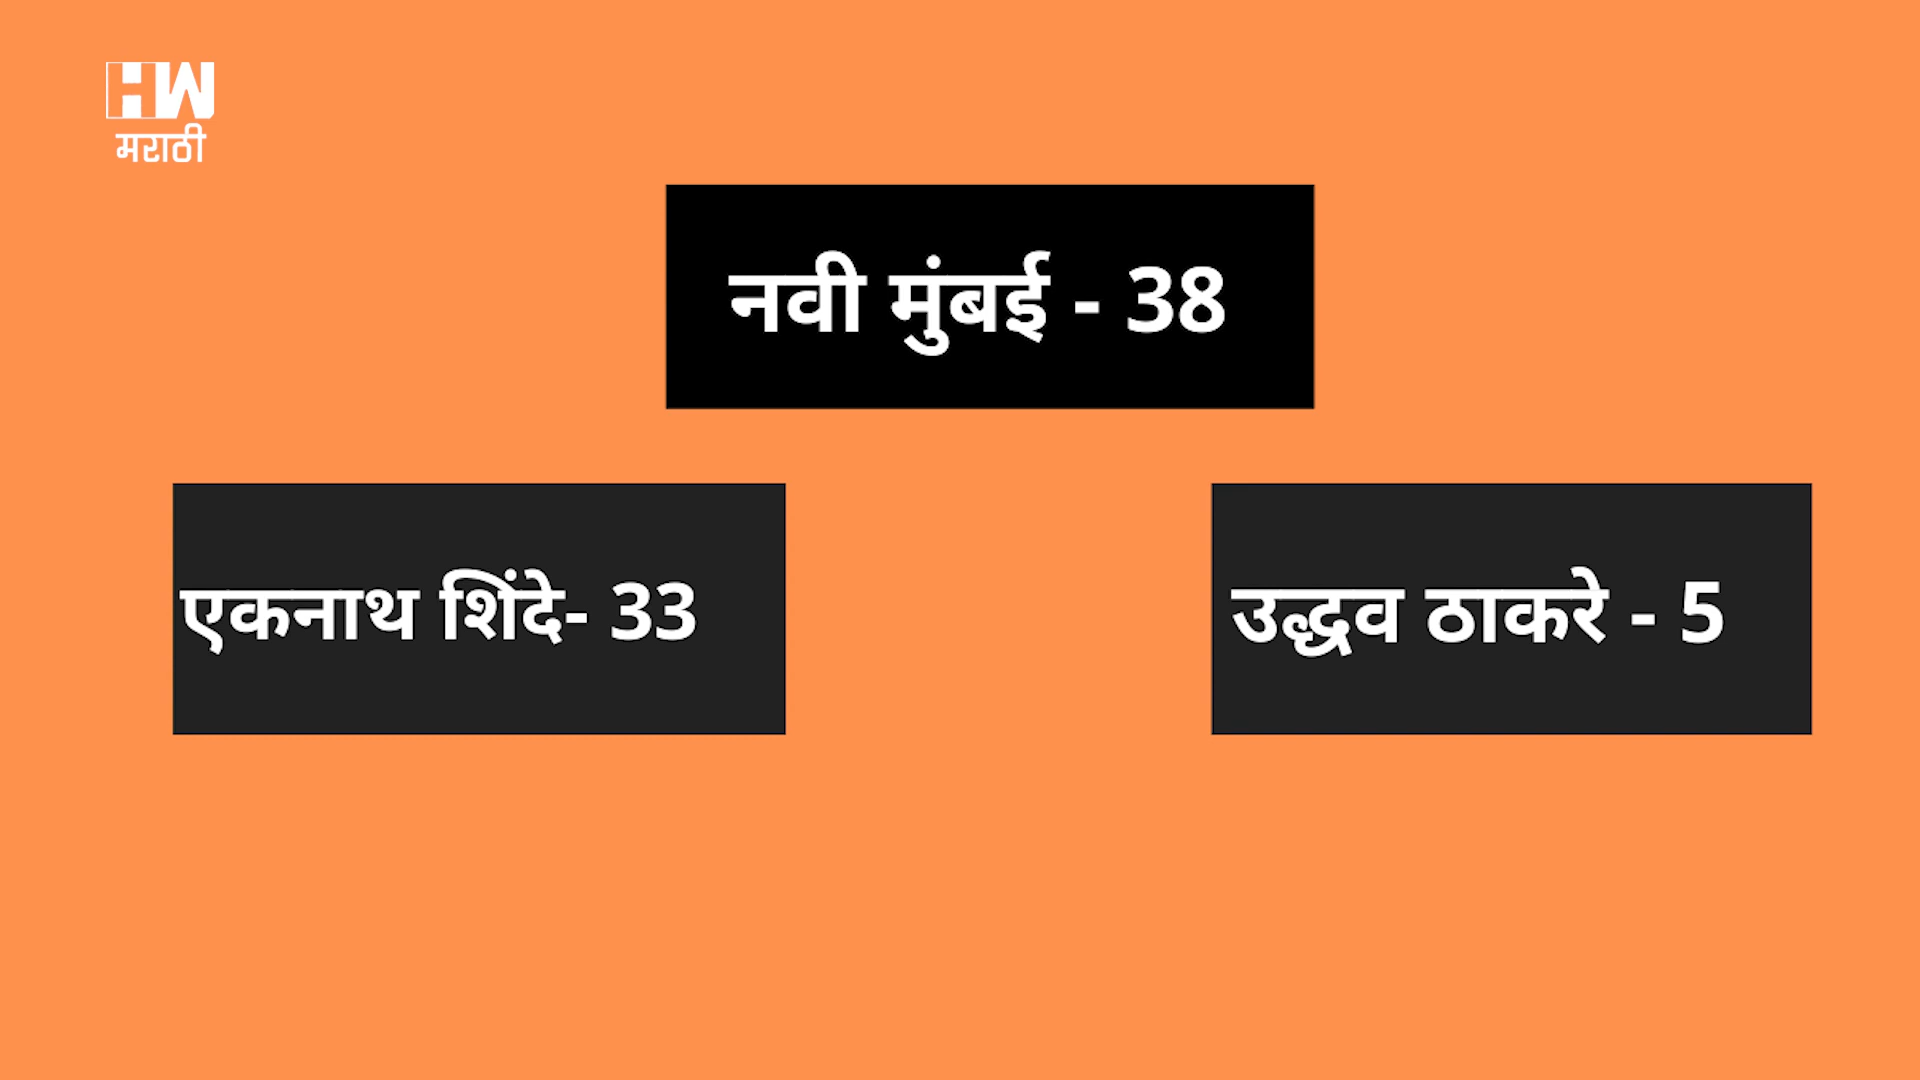 HW
मराठी
नवी मुंबई - 38
एकनाथ शिंदे- 33
उद्धव ठाकरे - 5